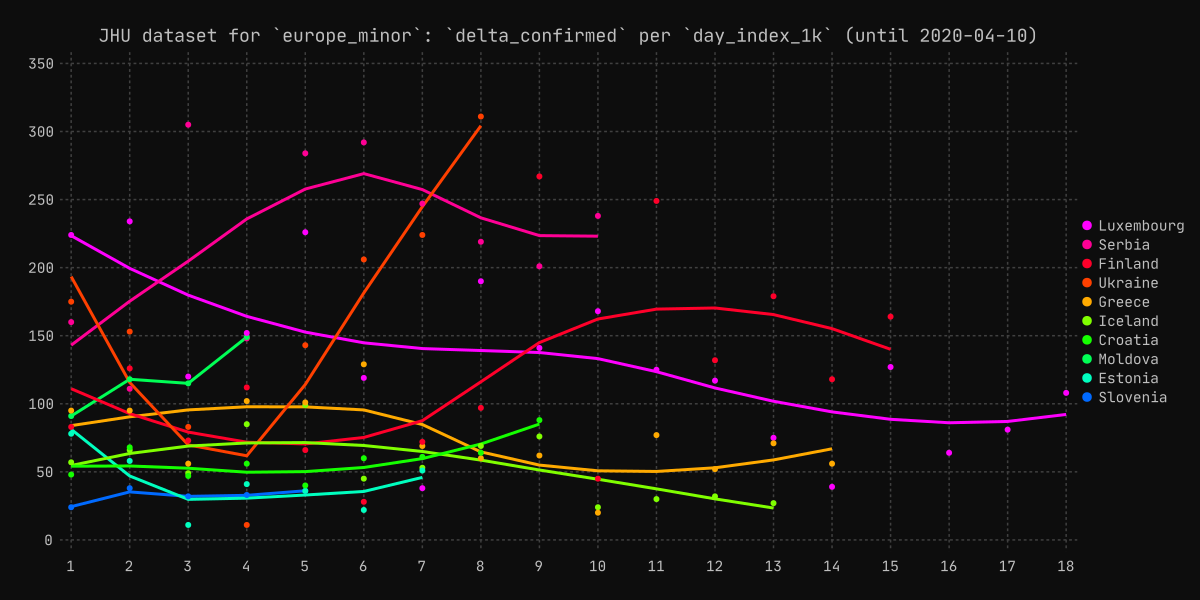 JHU dataset for `europe_minor`: `delta_confirmed` per `day_index_1k` (until 2020-04-10)
350
300
250
200
150
100
50
0
1 2 3 4 5 6 7 8 9 10 11 12 13 14 15 16 17 18
Luxembourg
Serbia
Finland
Ukraine
Greece
Iceland
Croatia
Moldova
Estonia
Slovenia